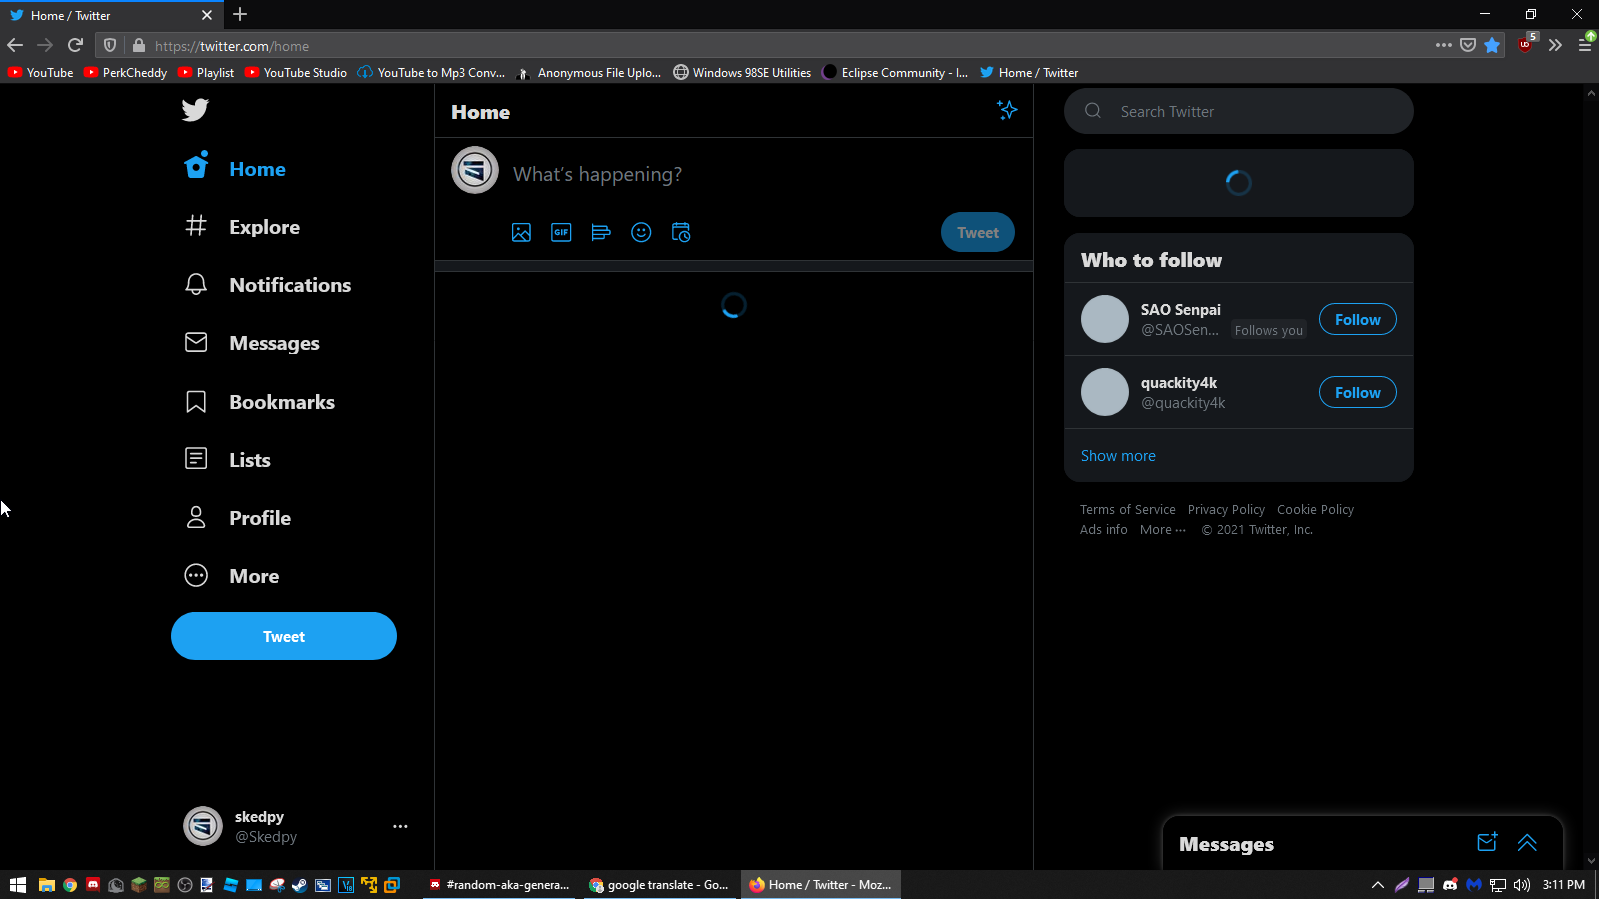 Home / Twitter
https://twitter.com/home
5
YouTube PerkCheddy Playlist YouTube Studio YouTube to Mp3 Conv... Anonymous File Uplo... Windows 98SE Utilities Eclipse Community - I... Home / Twitter
Home
Explore
Notifications
Messages
Bookmarks
Lists
Profile
More
Tweet
skedpy
@Skedpy
Home
What's happening?
GIF
Tweet
Search Twitter
Who to follow
SAO Senpai
@SAOSen... Follows you
Follow
quackity4k
@quackity4k
Follow
Show more
Terms of Service Privacy Policy Cookie Policy
Ads info More ··· © 2021 Twitter, Inc.
Messages
#random-aka-genera... google translate - Go... Home / Twitter - Moz... 3:11 PM